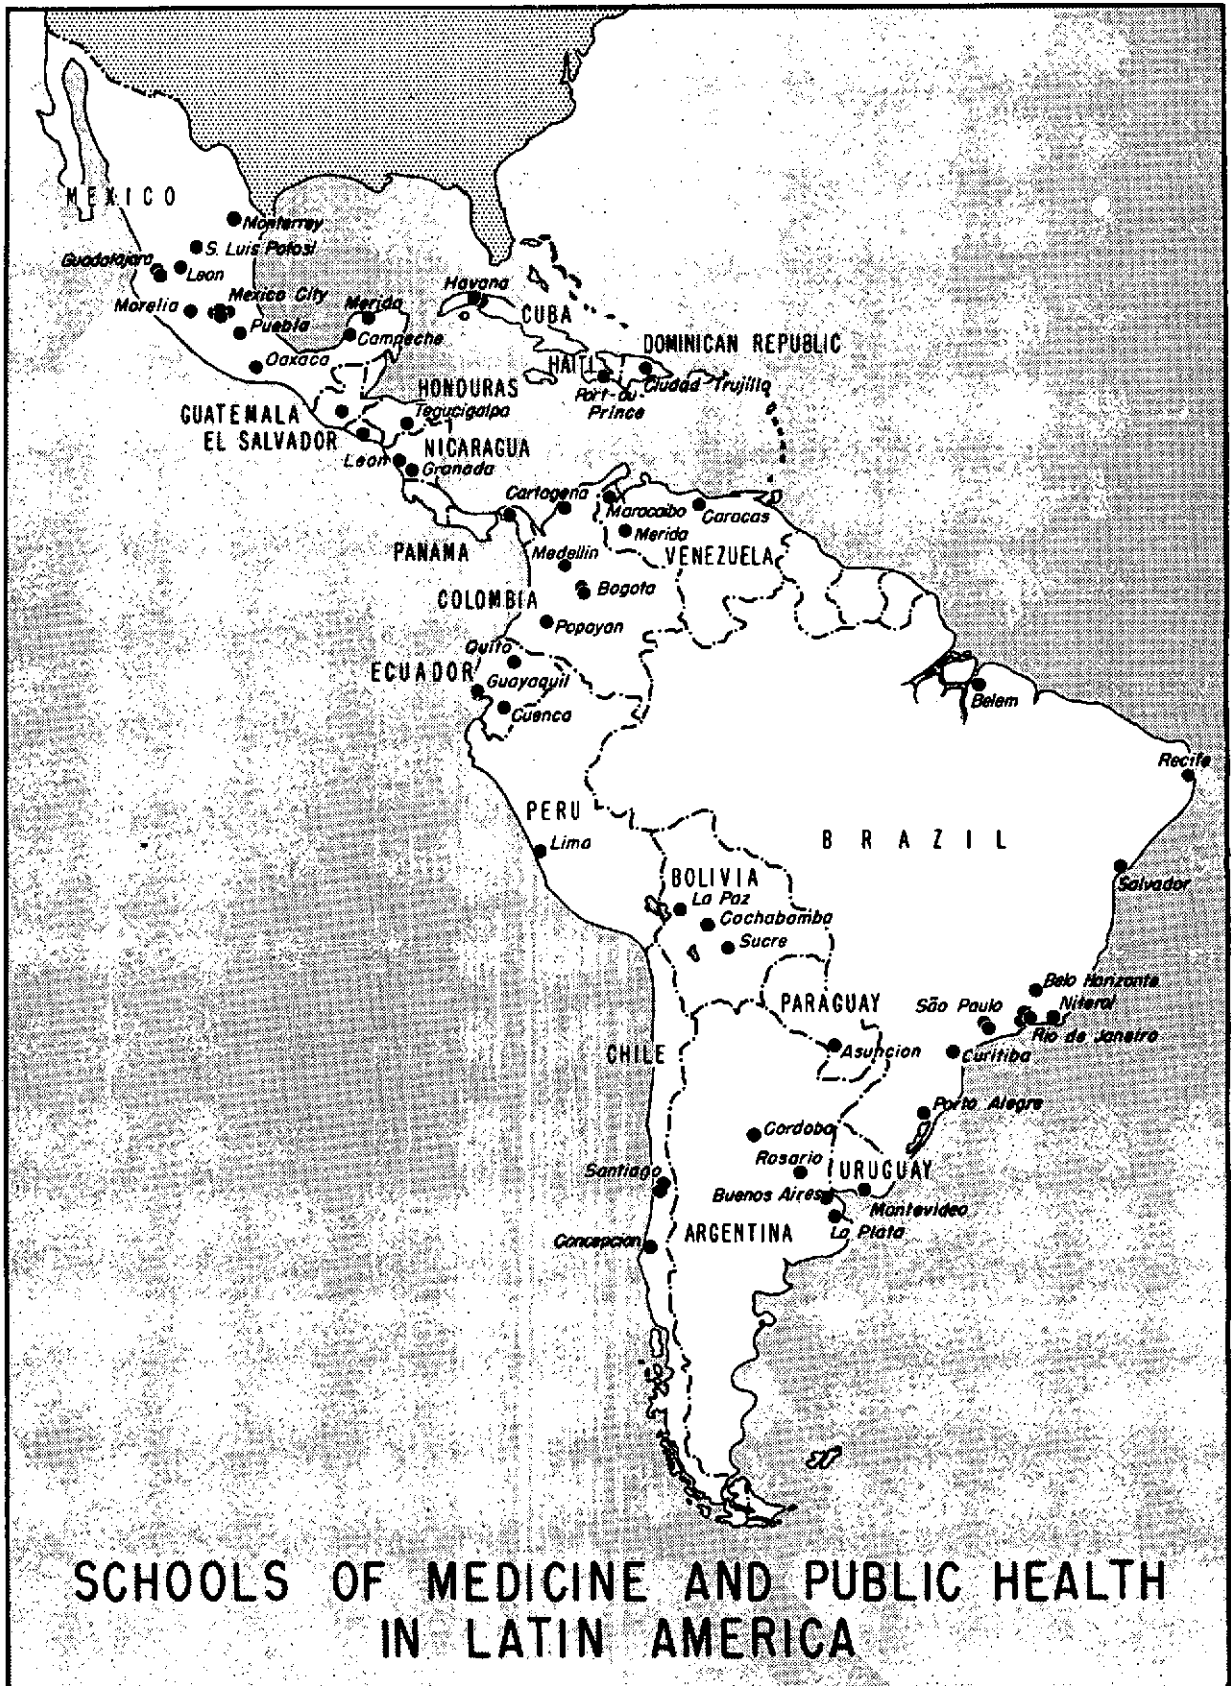 MEXICO
Monterrey
S. Luis Potosi
Guadalajara
Leon
Morelia
Mexico City
Puebla
Oaxaca
Merida
Campeche
Havana
CUBA
DOMINICAN REPUBLIC
HAITI
Port-au-
Prince
Ciudad Trujillo
HONDURAS
Tegucigalpa
GUATEMALA
EL SALVADOR
NICARAGUA
Leon
Granada
PANAMA
Cartagena
Maracaibo
Caracas
Merida
VENEZUELA
Medellin
Bogota
COLOMBIA
Popayan
Quito
ECUADOR
Guayaquil
Cuenca
Belem
Recife
PERU
Lima
BRAZIL
Salvador
BOLIVIA
La Paz
Cochabamba
Sucre
Belo Horizonte
PARAGUAY
São Paulo
Niteroi
Rio de Janeiro
CHILE
Asuncion
Curitiba
Porto Alegre
Cordoba
Rosario
Santiago
URUGUAY
Buenos Aires
Montevideo
La Plata
ARGENTINA
Concepcion
SCHOOLS OF MEDICINE AND PUBLIC HEALTH
IN LATIN AMERICA